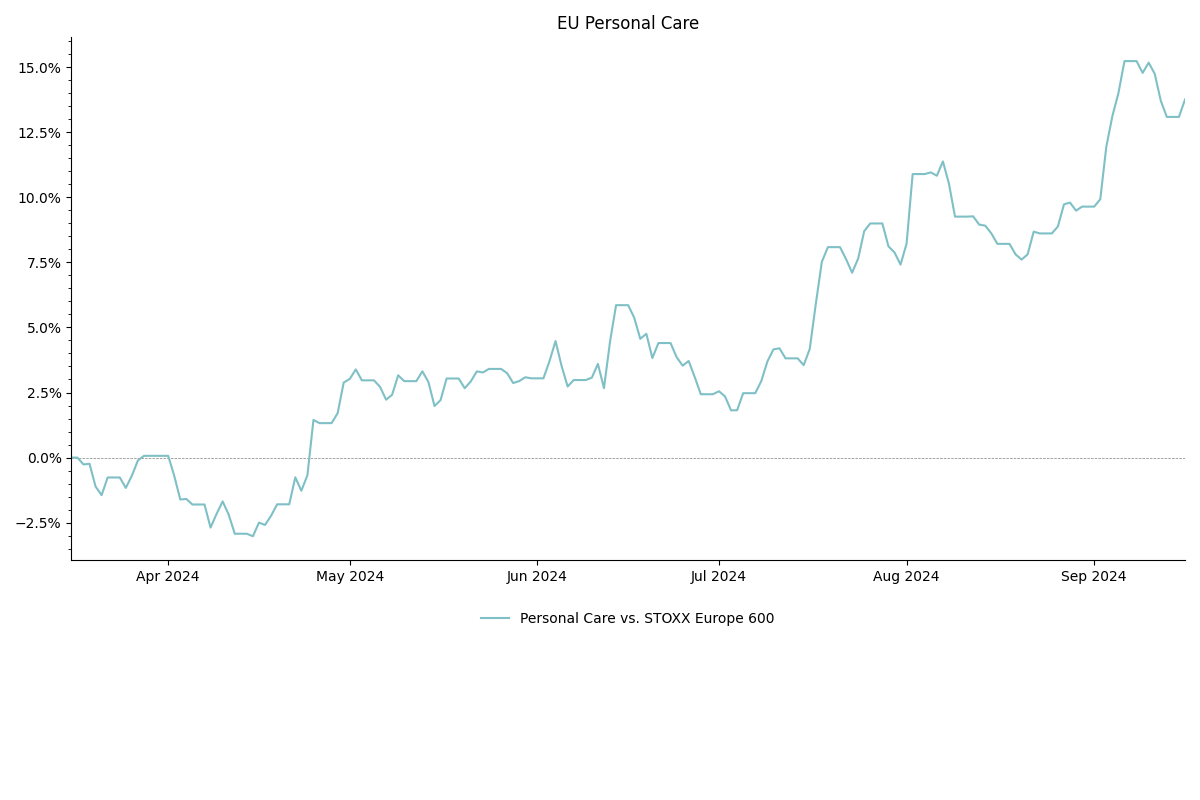 EU Personal Care
15.0%
12.5%
10.0%
7.5%
5.0%
2.5%
0.0%
−2.5%
Apr 2024
May 2024
Jun 2024
Jul 2024
Aug 2024
Sep 2024
Personal Care vs. STOXX Europe 600